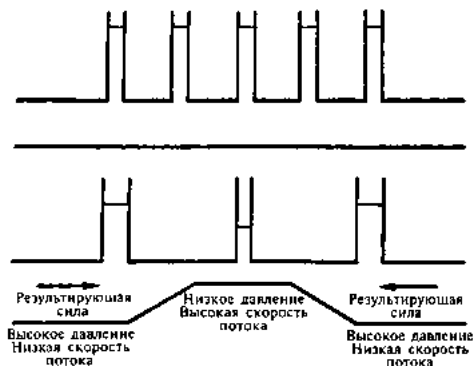 Результирующая
сила
Низкое давление
Высокая скорость
потока
Результирующая
сила
Высокое давление
Низкая скорость
потока
Высокое давление
Низкая скорость
потока